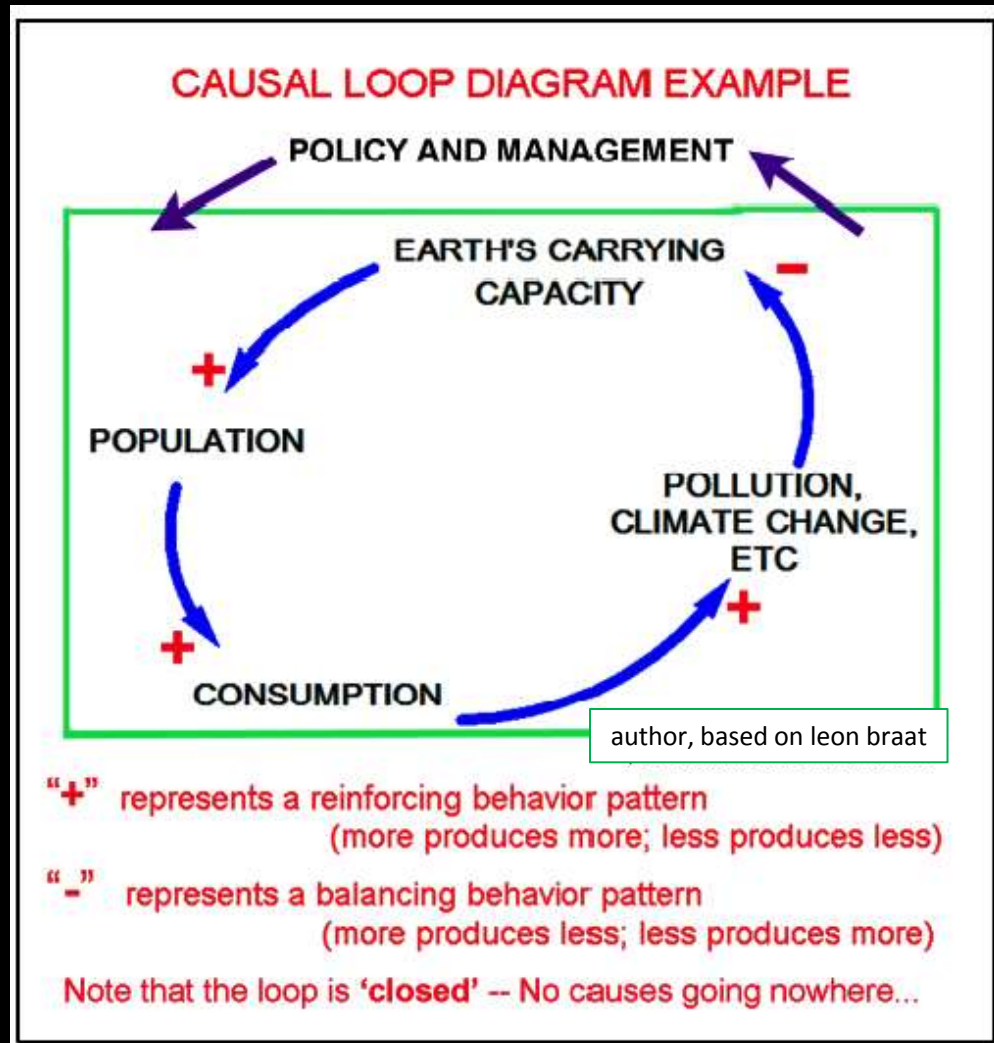 CAUSAL LOOP DIAGRAM EXAMPLE
POLICY AND MANAGEMENT
EARTH'S CARRYING
CAPACITY
-
+
POPULATION
POLLUTION,
CLIMATE CHANGE,
ETC
+
+
CONSUMPTION
author, based on leon braat
“+” represents a reinforcing behavior pattern
(more produces more; less produces less)
“-” represents a balancing behavior pattern
(more produces less; less produces more)
Note that the loop is ‘closed’ -- No causes going nowhere...